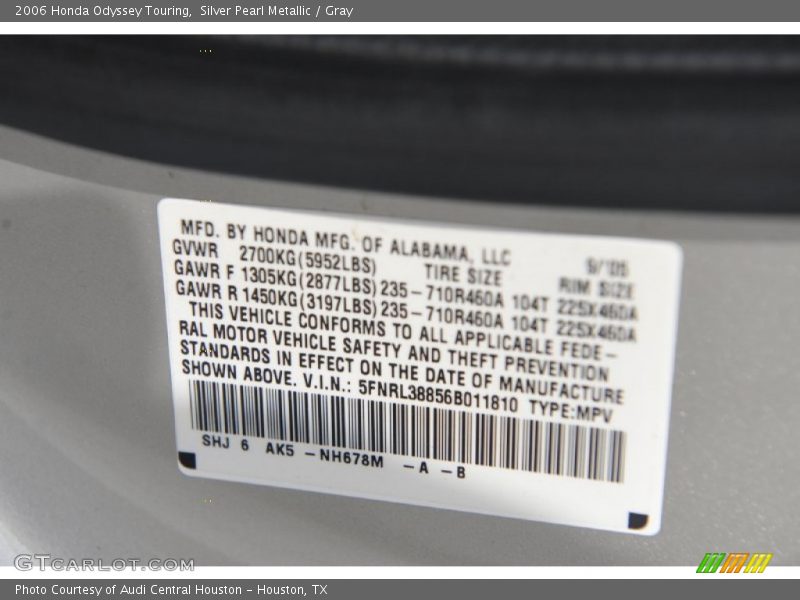 2006 Honda Odyssey Touring,  Silver Pearl Metallic / Gray
MFD. BY HONDA MFG. OF ALABAMA, LLC 9/05
GVWR 2700KG(5952LBS) TIRE SIZE RIM SIZE
GAWR F 1305KG(2877LBS) 235-710R460A 104T 225X460A
GAWR R 1450KG(3197LBS) 235-710R460A 104T 225X460A
THIS VEHICLE CONFORMS TO ALL APPLICABLE FEDE-
RAL MOTOR VEHICLE SAFETY AND THEFT PREVENTION
STANDARDS IN EFFECT ON THE DATE OF MANUFACTURE
SHOWN ABOVE. V.I.N.: 5FNRL38856B011810 TYPE:MPV
SHJ 6 AK5 -NH678M -A -B
GTCARLOT.COM
Photo Courtesy of Audi Central Houston - Houston, TX